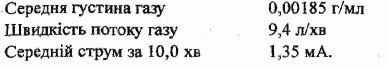 Середня густина газу 0,00185 г/мл
Швидкість потоку газу 9,4 л/хв
Середній струм за 10,0 хв 1,35 мА.